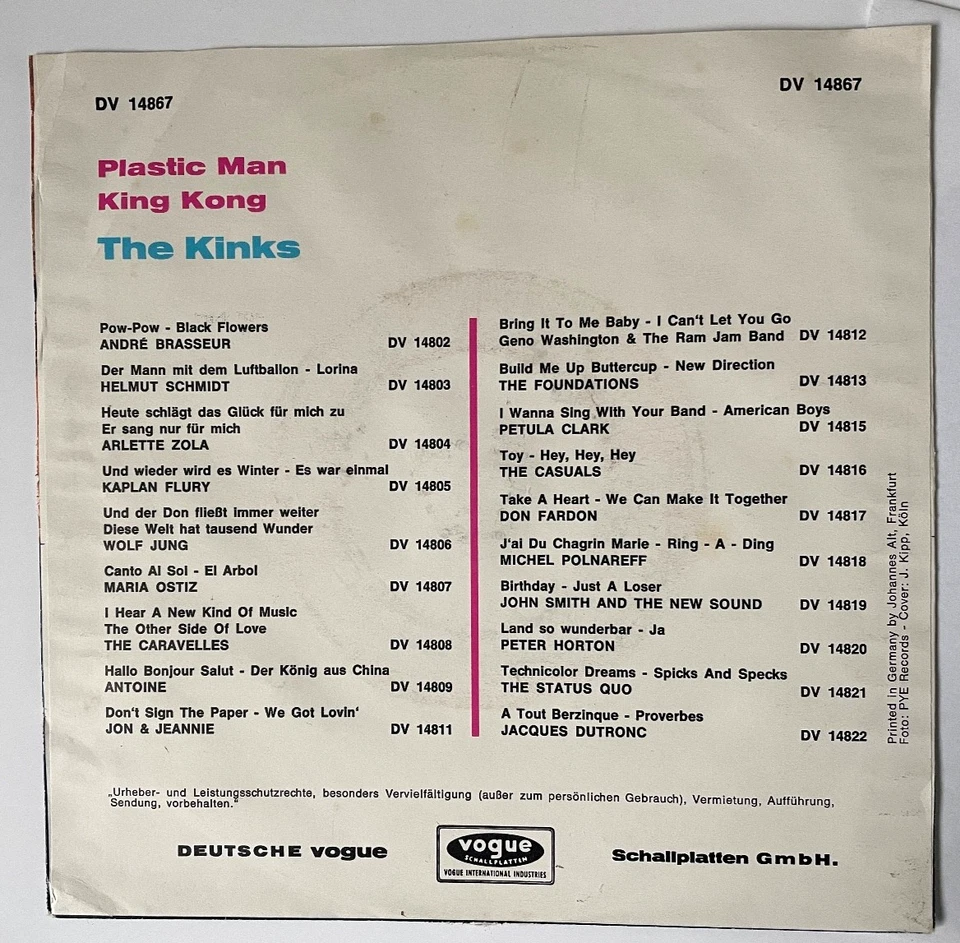 DV 14867
DV 14867
Plastic Man
King Kong
The Kinks
Pow-Pow - Black Flowers
ANDRÉ BRASSEUR DV 14802
Der Mann mit dem Luftballon - Lorina
HELMUT SCHMIDT DV 14803
Heute schlägt das Glück für mich zu
Er sang nur für mich
ARLETTE ZOLA DV 14804
Und wieder wird es Winter - Es war einmal
KAPLAN FLURY DV 14805
Und der Don fließt immer weiter
Diese Welt hat tausend Wunder
WOLF JUNG DV 14806
Canto Al Sol - El Arbol
MARIA OSTIZ DV 14807
I Hear A New Kind Of Music
The Other Side Of Love
THE CARAVELLES DV 14808
Hallo Bonjour Salut - Der König aus China
ANTOINE DV 14809
Don't Sign The Paper - We Got Lovin'
JON & JEANNIE DV 14811
Bring It To Me Baby - I Can't Let You Go
Geno Washington & The Ram Jam Band DV 14812
Build Me Up Buttercup - New Direction
THE FOUNDATIONS DV 14813
I Wanna Sing With Your Band - American Boys
PETULA CLARK DV 14815
Toy - Hey, Hey, Hey
THE CASUALS DV 14816
Take A Heart - We Can Make It Together
DON FARDON DV 14817
J'ai Du Chagrin Marie - Ring - A - Ding
MICHEL POLNAREFF DV 14818
Birthday - Just A Loser
JOHN SMITH AND THE NEW SOUND DV 14819
Land so wunderbar - Ja
PETER HORTON DV 14820
Technicolor Dreams - Spicks And Specks
THE STATUS QUO DV 14821
A Tout Berzinque - Proverbes
JACQUES DUTRONC DV 14822
Printed in Germany by Johannes Alt, Frankfurt
Foto: PYE Records - Cover: J. Kipp, Köln
„Urheber- und Leistungsschutzrechte, besonders Vervielfältigung (außer zum persönlichen Gebrauch), Vermietung, Aufführung,
Sendung, vorbehalten."
DEUTSCHE vogue
vogue
SCHALLPLATTEN
VOGUE INTERNATIONAL INDUSTRIES
Schallplatten GmbH.